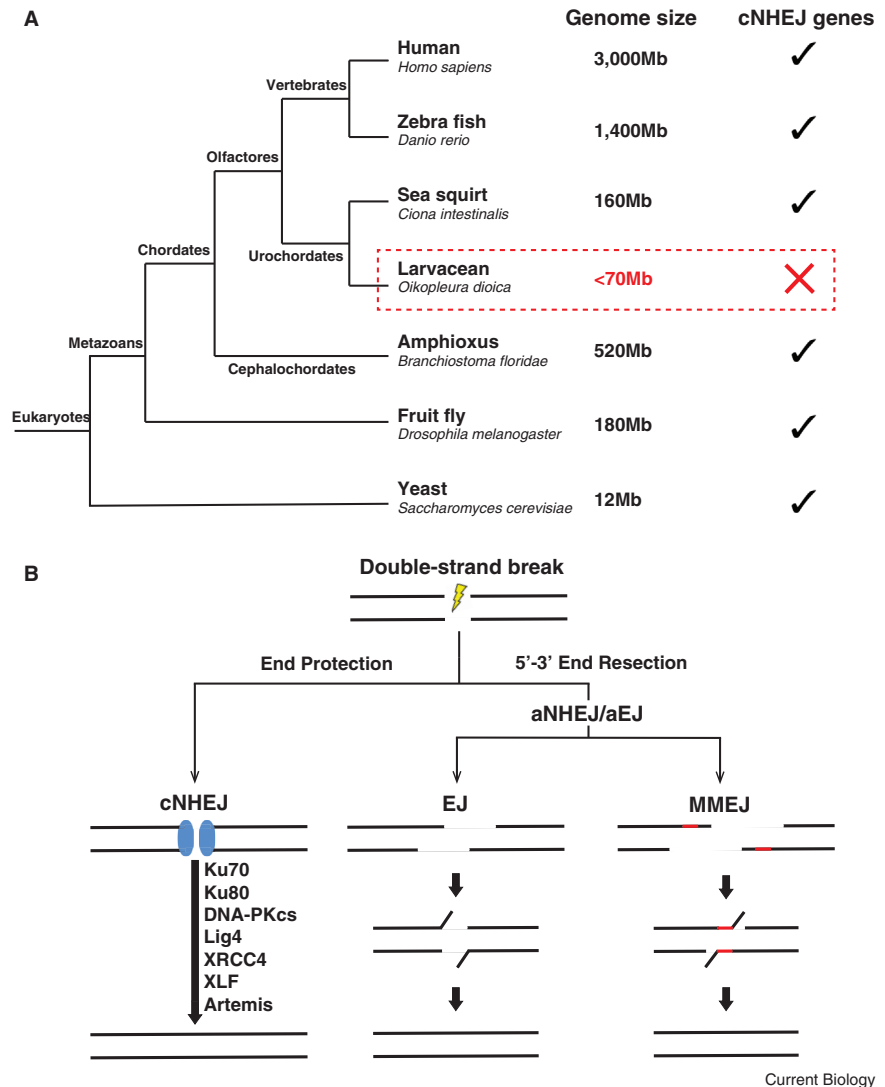 A
Genome size cNHEJ genes
Human
Homo sapiens
3,000Mb
Vertebrates
Zebra fish
Danio rerio
1,400Mb
Olfactores
Sea squirt
Ciona intestinalis
160Mb
Chordates
Urochordates
Larvacean
Oikopleura dioica
<70Mb
Metazoans
Amphioxus
Branchiostoma floridae
520Mb
Cephalochordates
Eukaryotes
Fruit fly
Drosophila melanogaster
180Mb
Yeast
Saccharomyces cerevisiae
12Mb
B
Double-strand break
End Protection
5'-3' End Resection
aNHEJ/aEJ
cNHEJ
EJ
MMEJ
Ku70
Ku80
DNA-PKcs
Lig4
XRCC4
XLF
Artemis
Current Biology